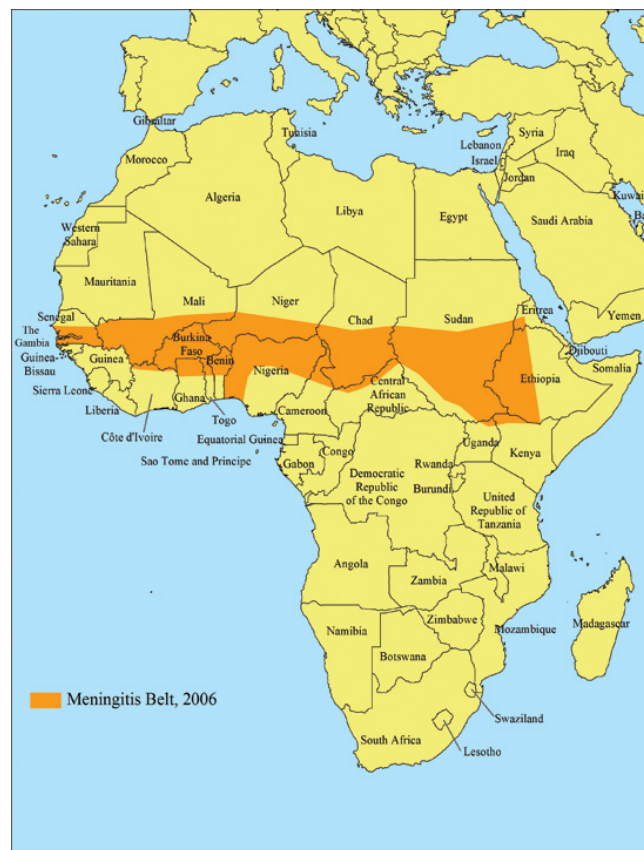 Gibraltar
Tunisia
Syria
Lebanon
Israel
Iraq
Morocco
Jordan
Kuwait
Algeria
Libya
Egypt
Ba
Saudi Arabia
Western
Sahara
Mauritania
Mali
Niger
Chad
Sudan
Eritrea
Yemen
Senegal
The
Gambia
Guinea-
Bissau
Guinea
Burkina
Faso
Benin
Nigeria
Djibouti
Ethiopia
Somalia
Sierra Leone
Liberia
Ghana
Togo
Côte d'Ivoire
Cameroon
Central
African
Republic
Equatorial Guinea
Sao Tome and Principe
Gabon
Congo
Uganda
Kenya
Rwanda
Burundi
Democratic
Republic
of the Congo
United
Republic of
Tanzania
Angola
Zambia
Malawi
Zimbabwe
Mozambique
Madagascar
Namibia
Botswana
Swaziland
South Africa
Lesotho
Meningitis Belt, 2006